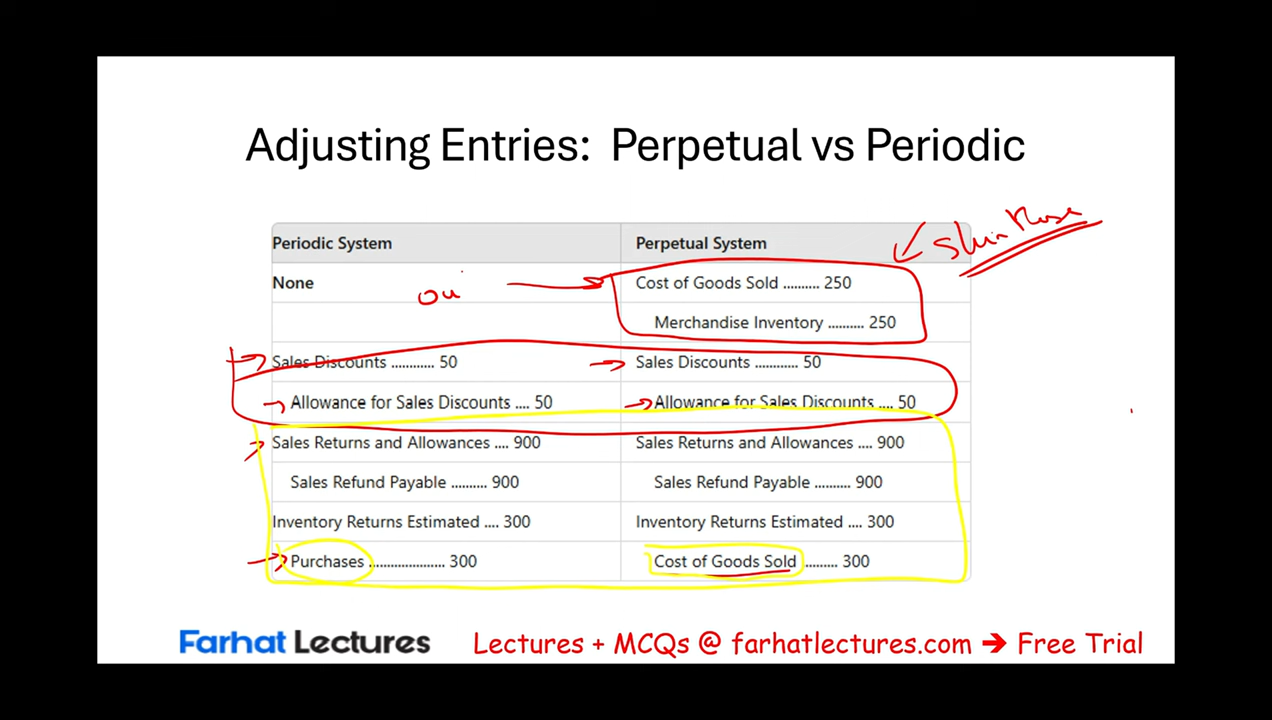 Adjusting Entries: Perpetual vs Periodic
Periodic System Perpetual System
None Cost of Goods Sold .......... 250
ou
Merchandise Inventory .......... 250
Sales Discounts ............ 50 Sales Discounts ............ 50
Allowance for Sales Discounts .... 50 Allowance for Sales Discounts .... 50
Sales Returns and Allowances .... 900 Sales Returns and Allowances .... 900
Sales Refund Payable .......... 900 Sales Refund Payable .......... 900
Inventory Returns Estimated .... 300 Inventory Returns Estimated .... 300
Purchases ..................... 300 Cost of Goods Sold ......... 300
Farhat Lectures Lectures + MCQs @ farhatlectures.com → Free Trial